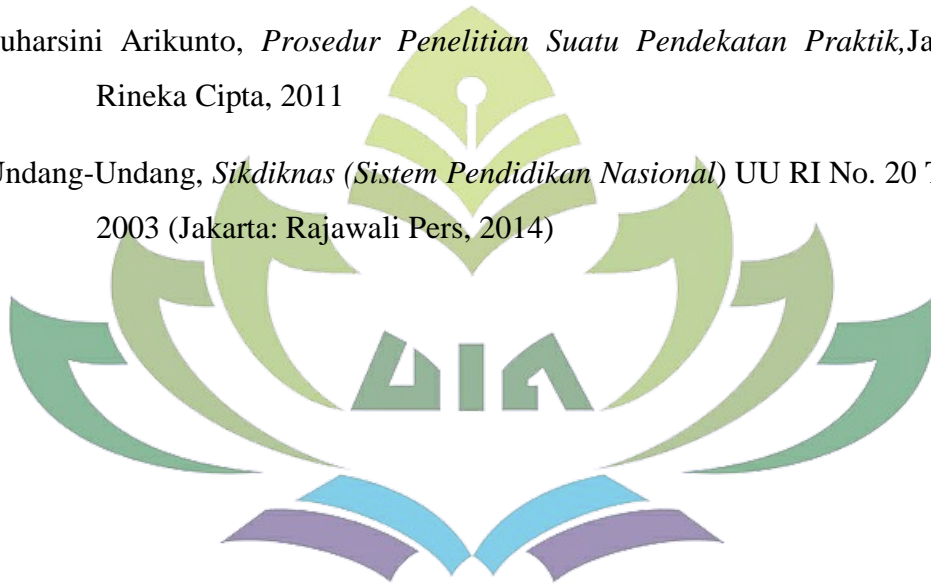 uharsini Arikunto, Prosedur Penelitian Suatu Pendekatan Praktik,Ja
Rineka Cipta, 2011
Undang-Undang, Sikdiknas (Sistem Pendidikan Nasional) UU RI No. 20 T
2003 (Jakarta: Rajawali Pers, 2014)
UIN